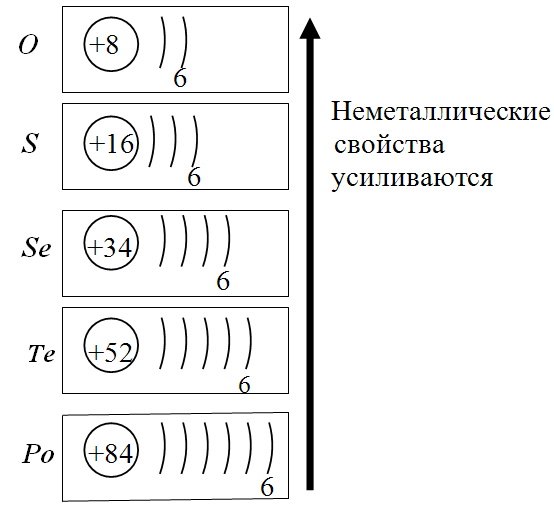 O +8 6
S +16 6
Se +34 6
Te +52 6
Po +84 6
Неметаллические
свойства
усиливаются